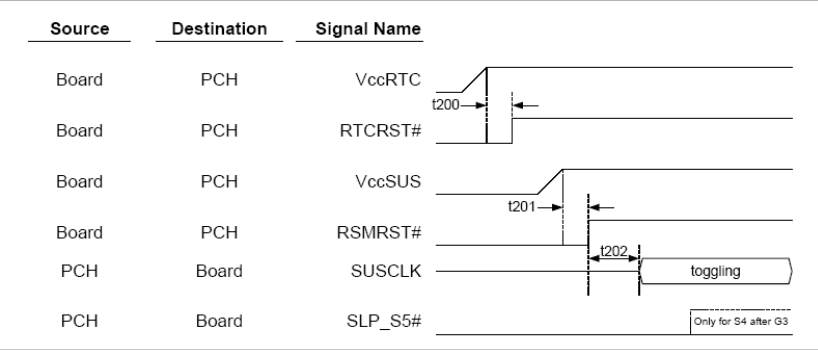 Source Destination Signal Name
Board PCH VccRTC
t200
Board PCH RTCRST#
Board PCH VccSUS
t201
Board PCH RSMRST#
t202
PCH Board SUSCLK toggling
PCH Board SLP_S5# Only for S4 after G3